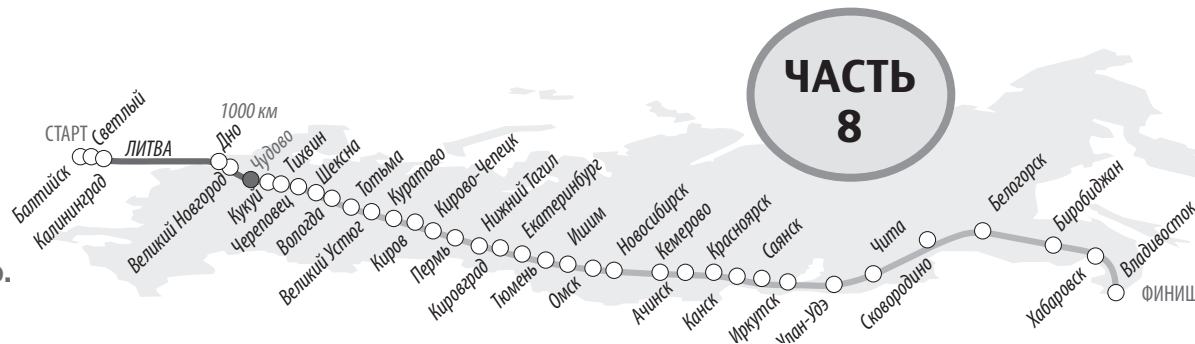 ЧАСТЬ
8
СТАРТ
Балтийск
Светлый
Калининград
ЛИТВА
1000 км
Дно
Великий Новгород
Чудово
Кукуй
Тихвин
Череповец
Шексна
Вологда
Тотьма
Великий Устюг
Куратово
Киров
Кирово-Чепецк
Пермь
Кировград
Нижний Тагил
Екатеринбург
Тюмень
Ишим
Омск
Новосибирск
Кемерово
Ачинск
Красноярск
Канск
Саянск
Иркутск
Улан-Удэ
Чита
Сковородино
Белогорск
Биробиджан
Хабаровск
Владивосток
ФИНИШ